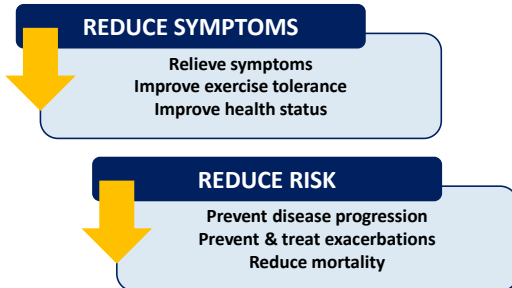 REDUCE SYMPTOMS
Relieve symptoms
Improve exercise tolerance
Improve health status
REDUCE RISK
Prevent disease progression
Prevent & treat exacerbations
Reduce mortality